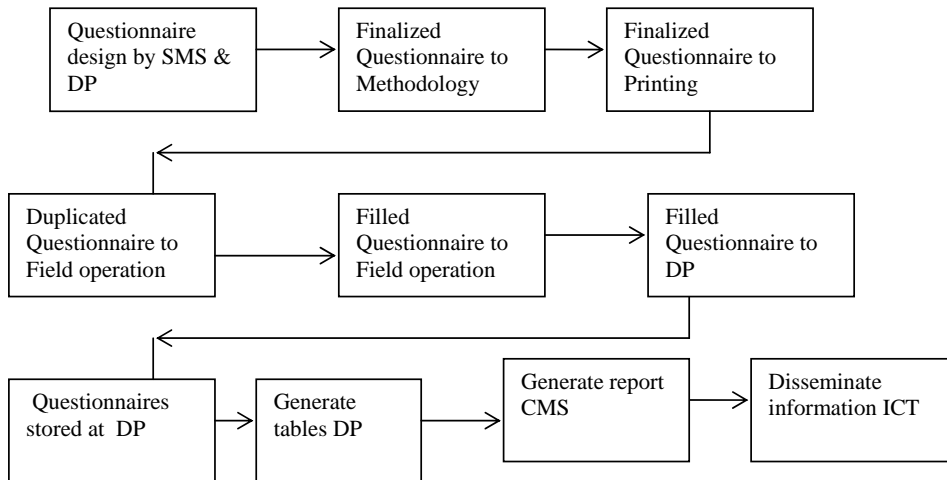 Questionnaire
design by SMS &
DP
Finalized
Questionnaire to
Methodology
Finalized
Questionnaire to
Printing
Duplicated
Questionnaire to
Field operation
Filled
Questionnaire to
Field operation
Filled
Questionnaire to
DP
Questionnaires
stored at DP
Generate
tables DP
Generate report
CMS
Disseminate
information ICT